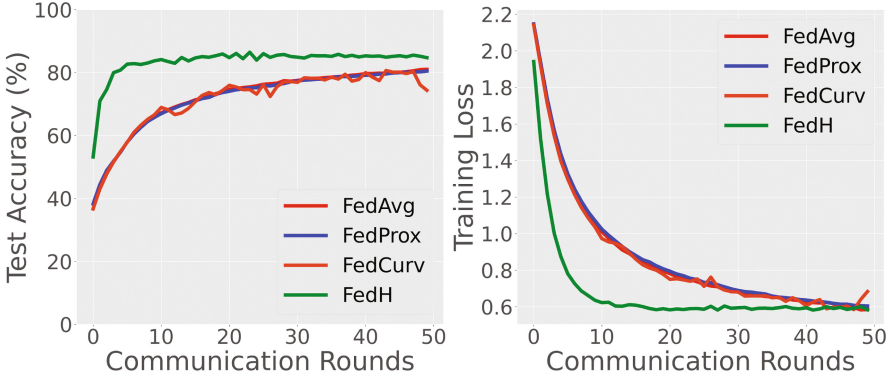 Test Accuracy (%)
100
80
60
40
20
0
FedAvg
FedProx
FedCurv
FedH
0 10 20 30 40 50
Communication Rounds
Training Loss
2.2
2.0
1.8
1.6
1.4
1.2
1.0
0.8
0.6
FedAvg
FedProx
FedCurv
FedH
0 10 20 30 40 50
Communication Rounds